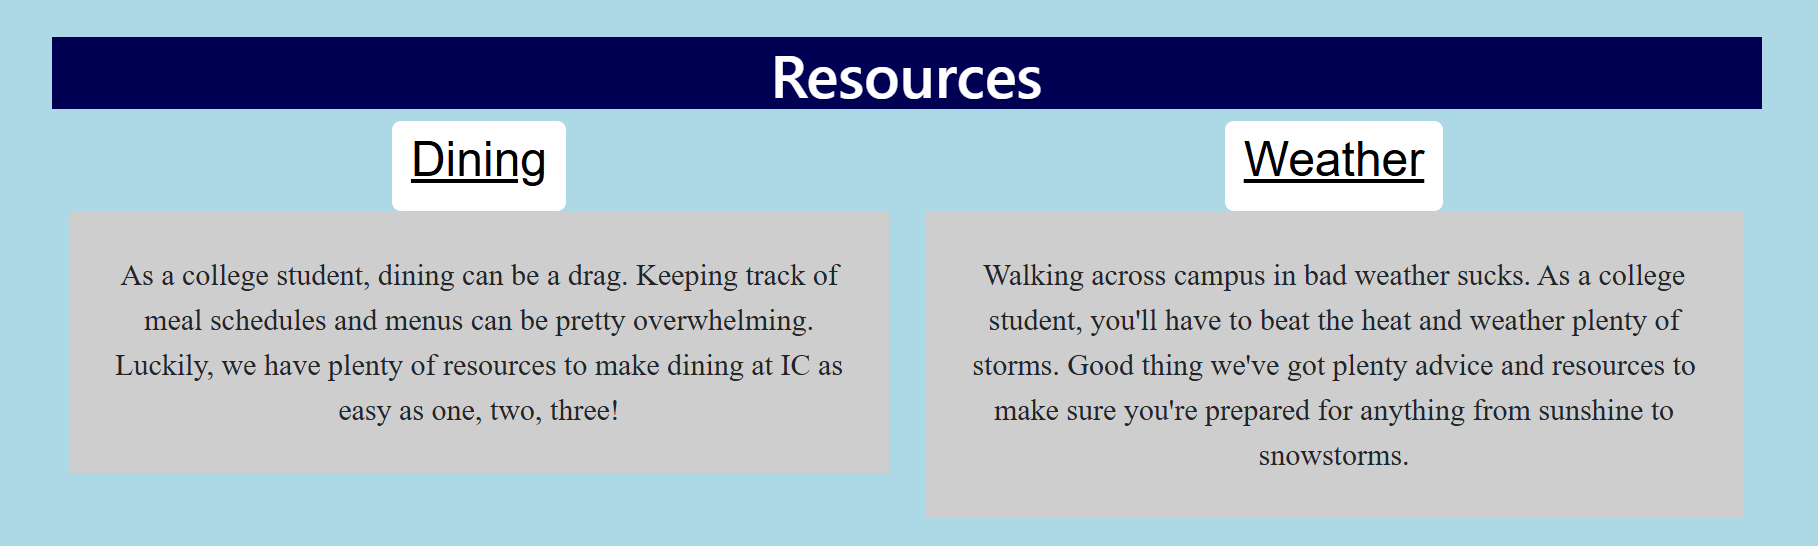 Resources
Dining
As a college student, dining can be a drag. Keeping track of
meal schedules and menus can be pretty overwhelming.
Luckily, we have plenty of resources to make dining at IC as
easy as one, two, three!
Weather
Walking across campus in bad weather sucks. As a college
student, you'll have to beat the heat and weather plenty of
storms. Good thing we've got plenty advice and resources to
make sure you're prepared for anything from sunshine to
snowstorms.